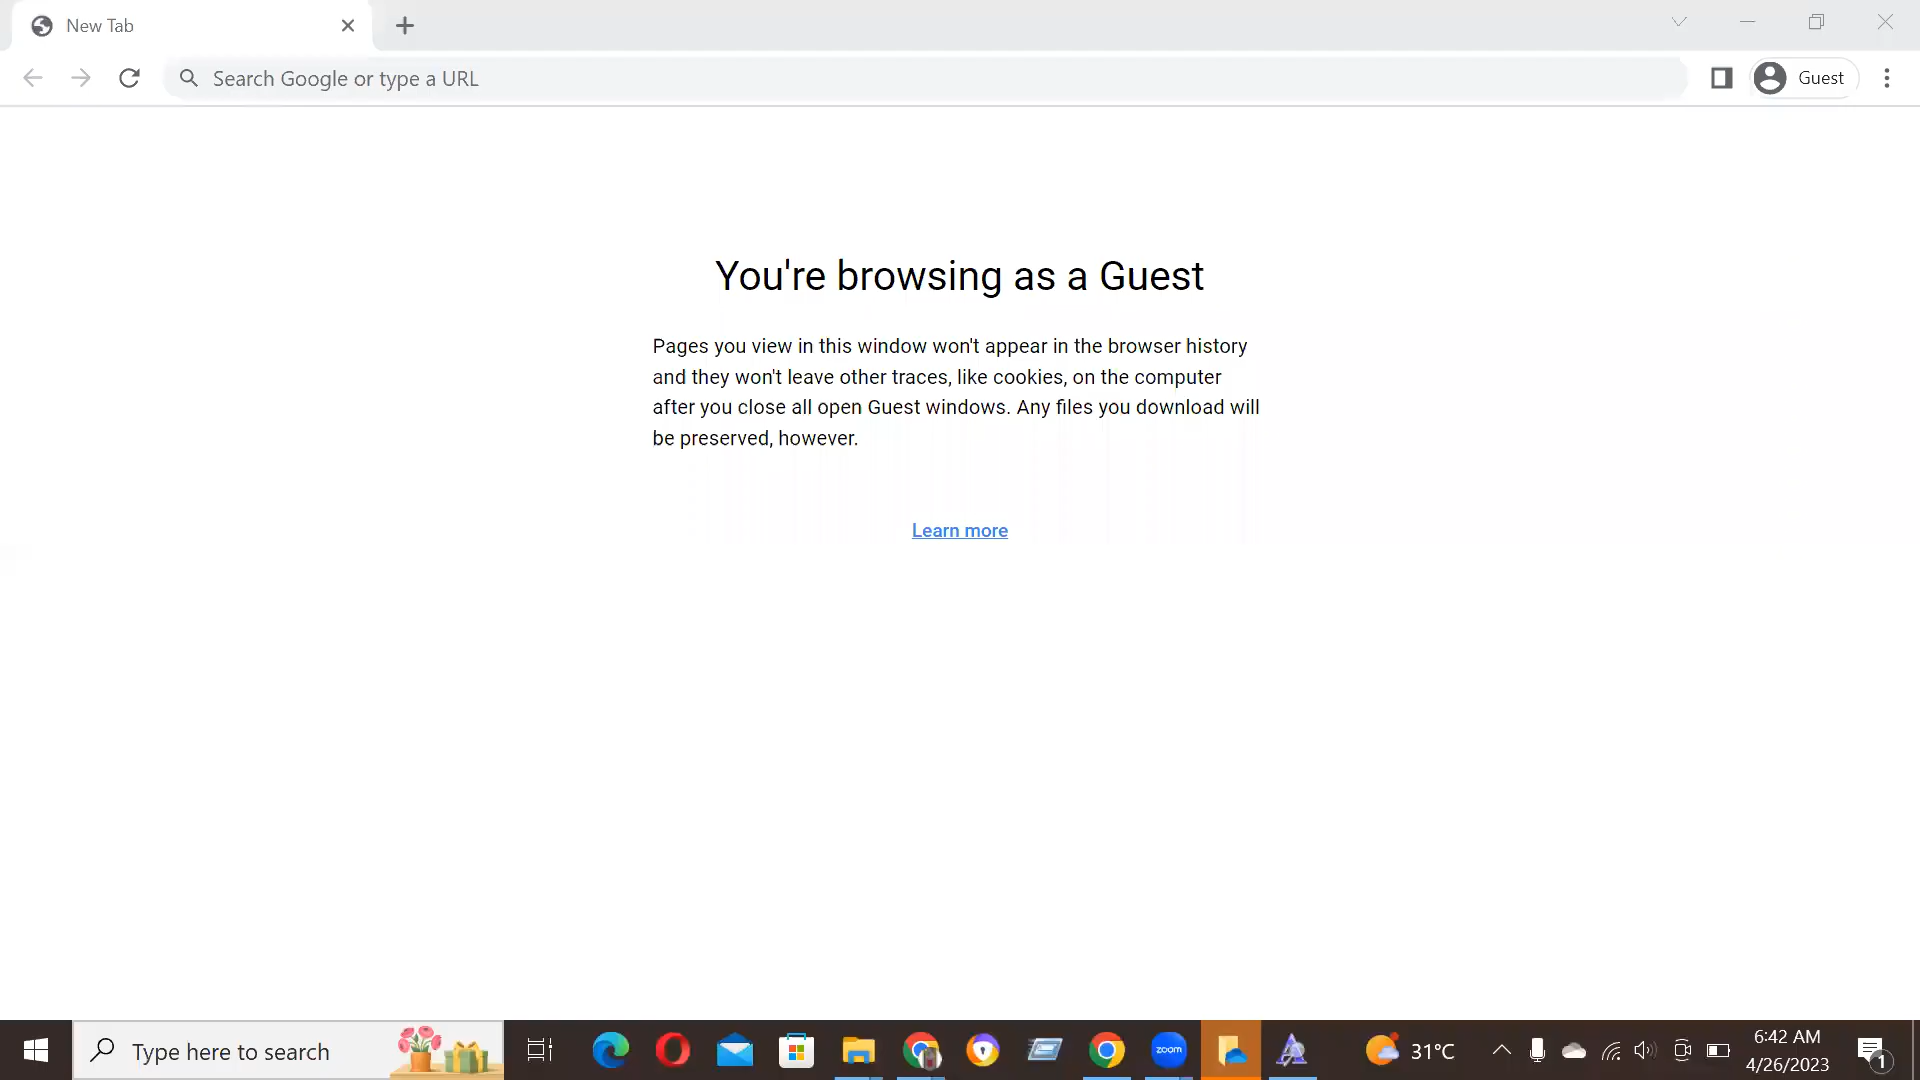 New Tab
Search Google or type a URL
Guest
You're browsing as a Guest
Pages you view in this window won't appear in the browser history
and they won't leave other traces, like cookies, on the computer
after you close all open Guest windows. Any files you download will
be preserved, however.
Learn more
Type here to search
zoom
31°C
6:42 AM
4/26/2023
1